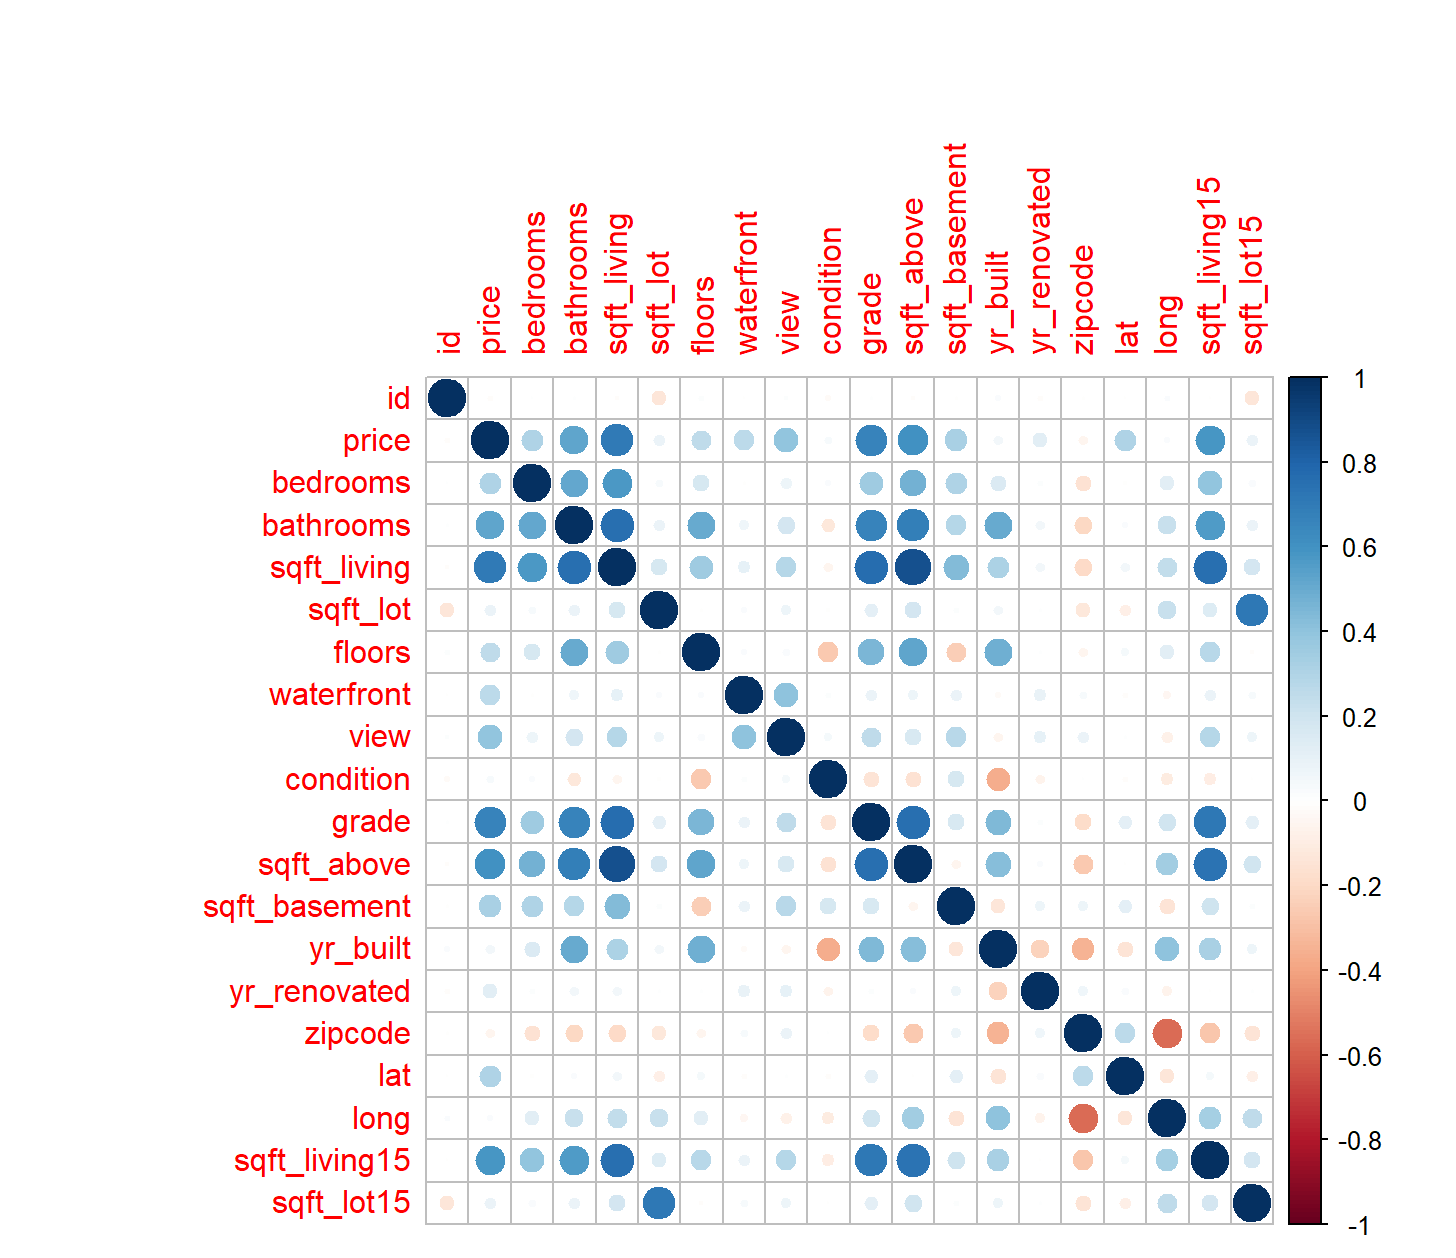 id
price
bedrooms
bathrooms
sqft_living
sqft_lot
floors
waterfront
view
condition
grade
sqft_above
sqft_basement
yr_built
yr_renovated
zipcode
lat
long
sqft_living15
sqft_lot15
id
price
bedrooms
bathrooms
sqft_living
sqft_lot
floors
waterfront
view
condition
grade
sqft_above
sqft_basement
yr_built
yr_renovated
zipcode
lat
long
sqft_living15
sqft_lot15
1
0.8
0.6
0.4
0.2
0
-0.2
-0.4
-0.6
-0.8
-1